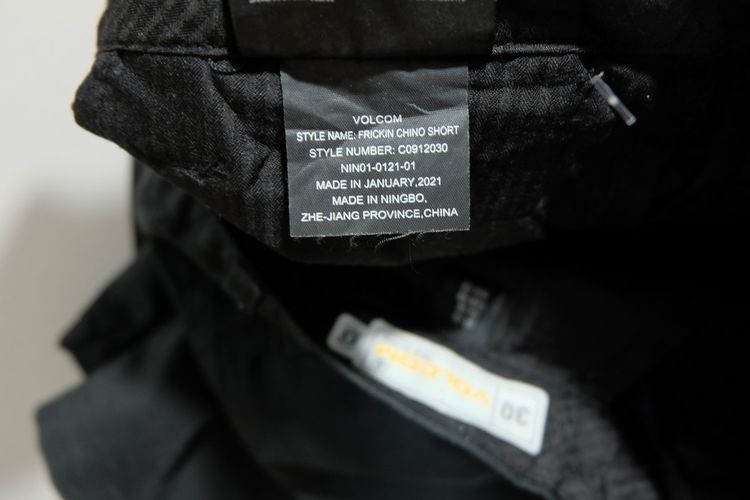 VOLCOM
STYLE NAME: FRICKIN CHINO SHORT
STYLE NUMBER: C0912030
NIN01-0121-01
MADE IN JANUARY,2021
MADE IN NINGBO,
ZHE-JIANG PROVINCE,CHINA
VOLCOM
30